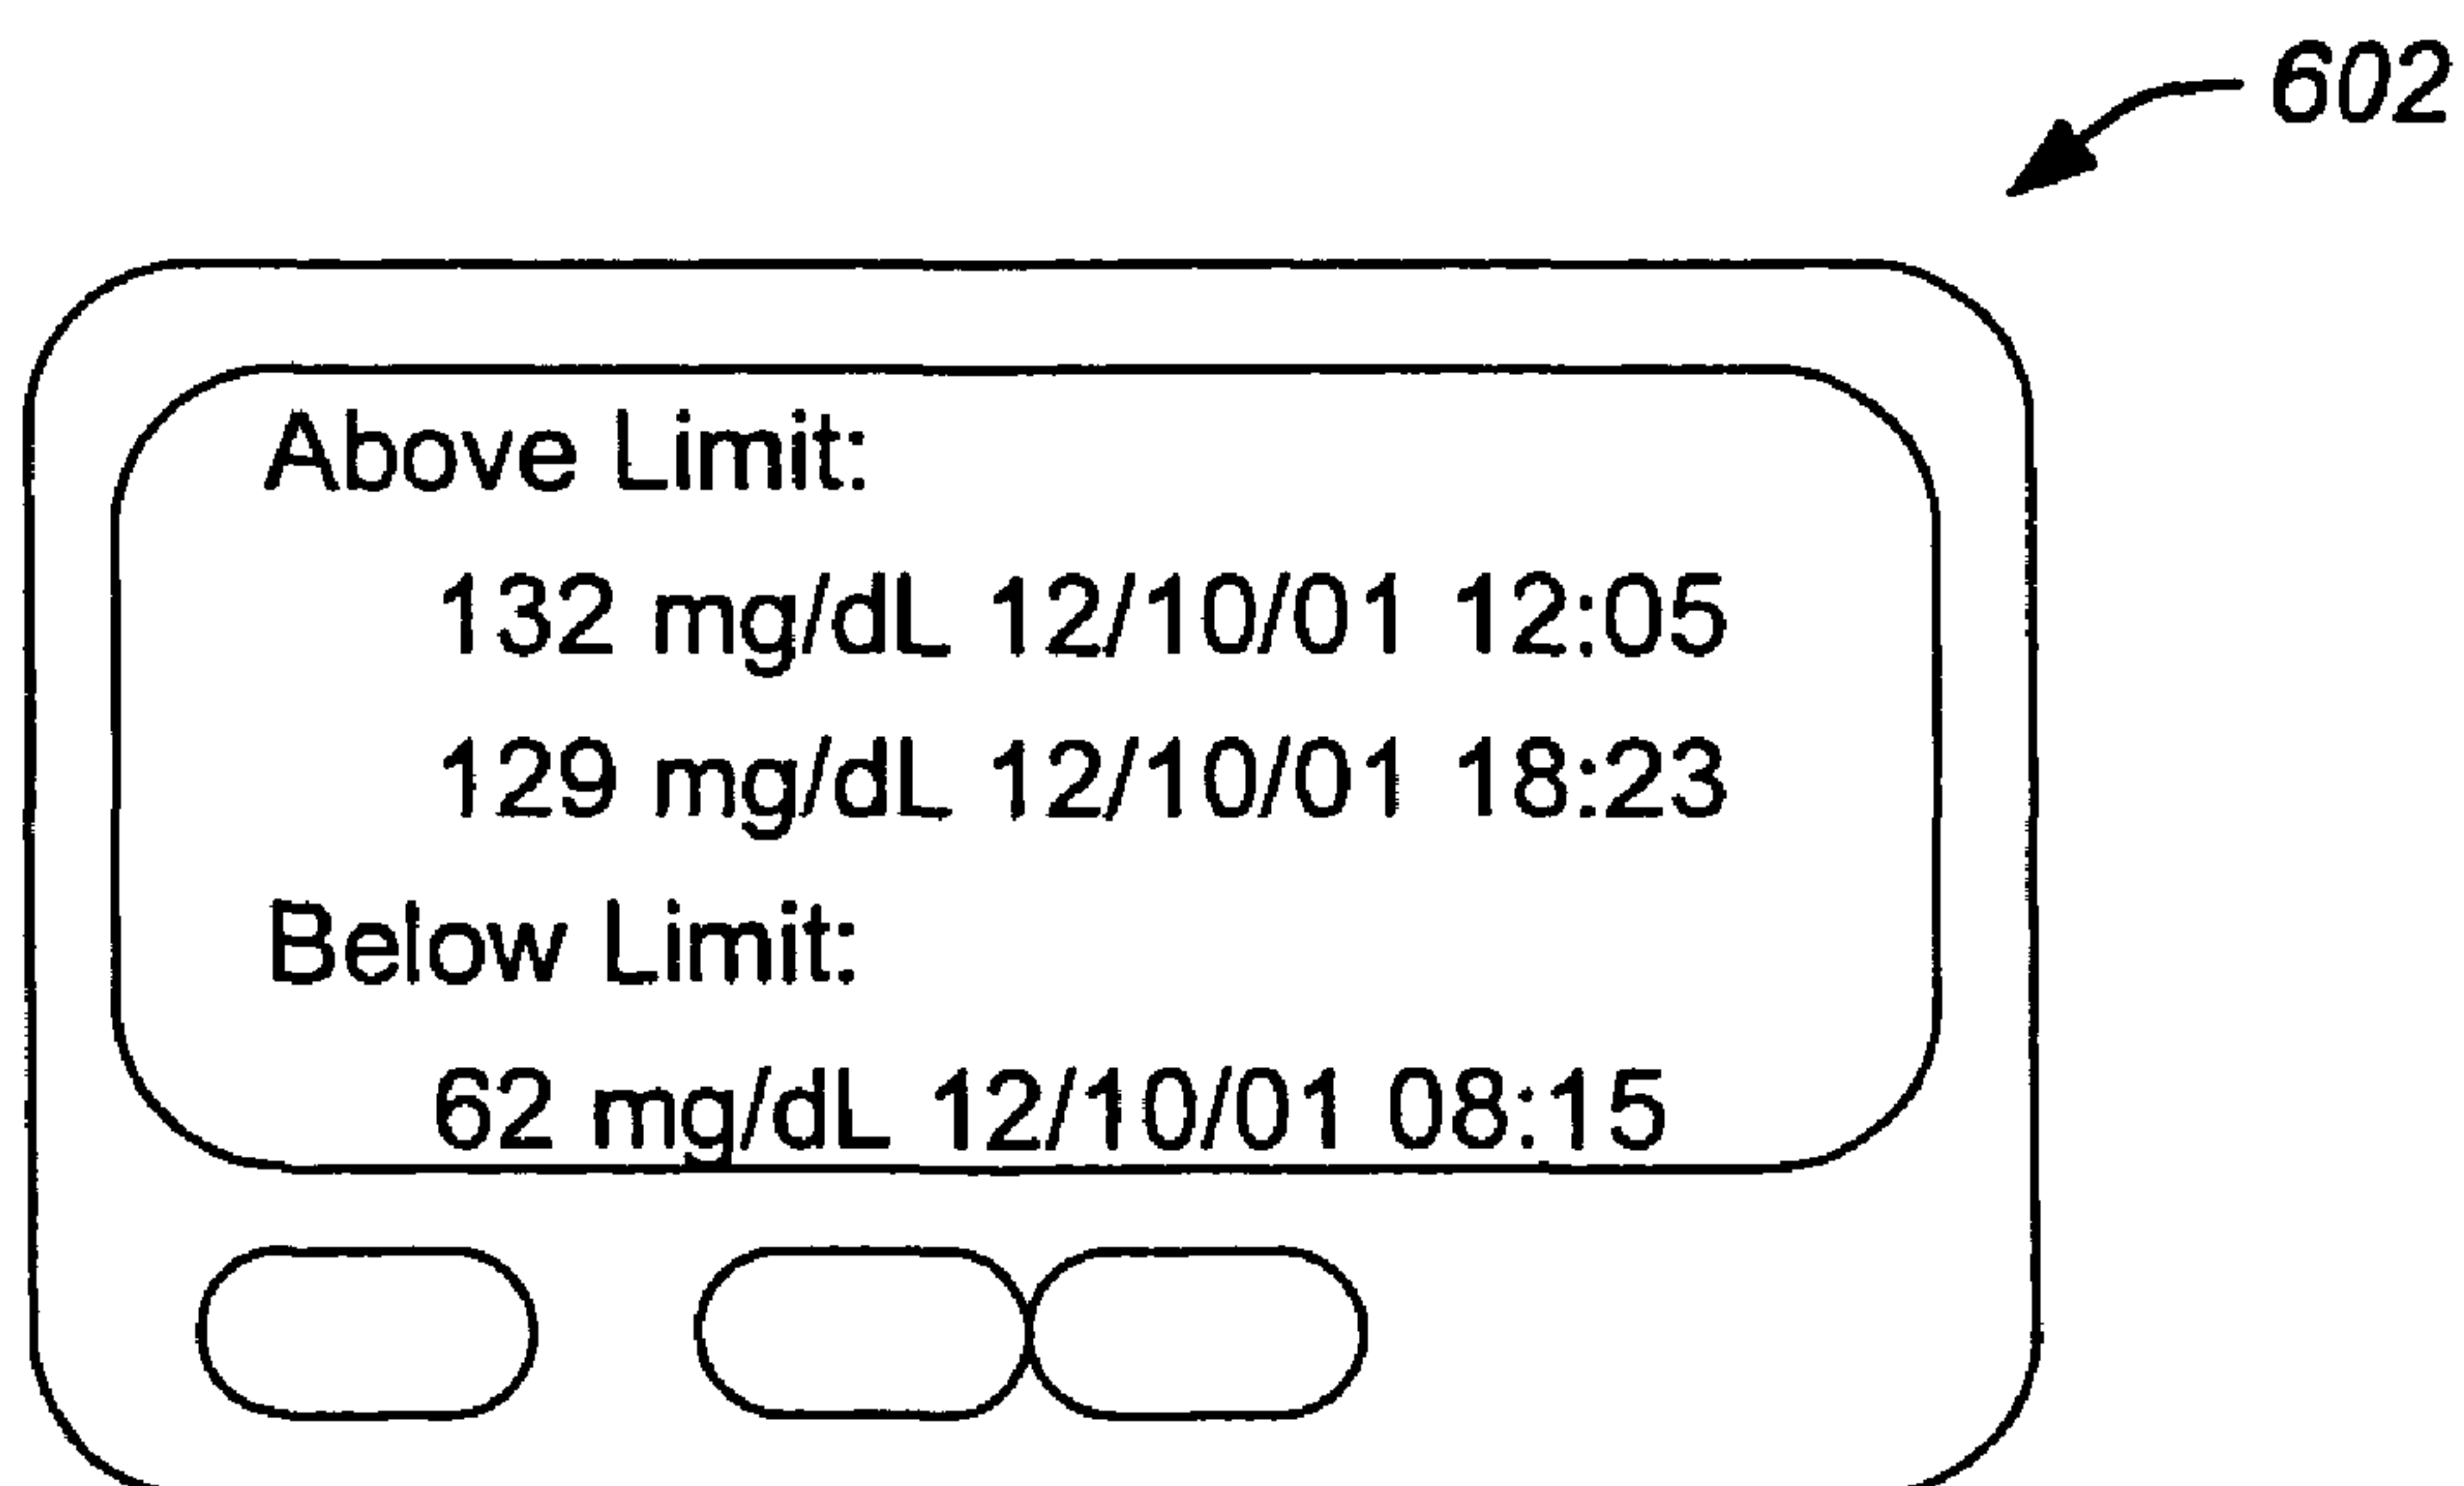 602
Above Limit:
132 mg/dL 12/10/01 12:05
129 mg/dL 12/10/01 18:23
Below Limit:
62 mg/dL 12/10/01 08:15